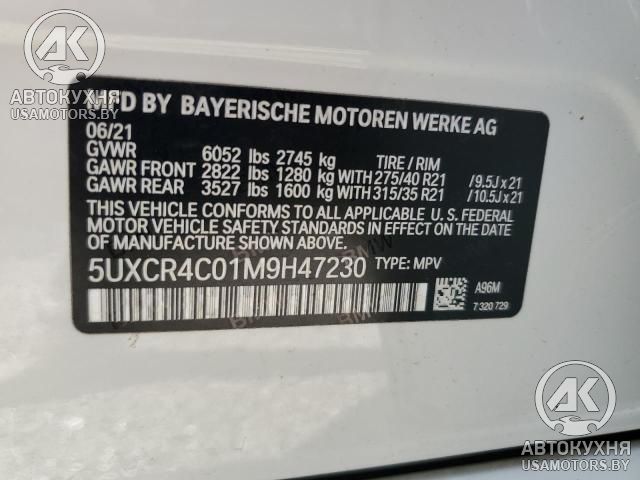 АВТОКУХНЯ
USAMOTORS.BY
MFD BY BAYERISCHE MOTOREN WERKE AG
06/21
GVWR 6052 lbs 2745 kg TIRE / RIM
GAWR FRONT 2822 lbs 1280 kg WITH 275/40 R21 /9.5J x 21
GAWR REAR 3527 lbs 1600 kg WITH 315/35 R21 /10.5J x 21
THIS VEHICLE CONFORMS TO ALL APPLICABLE U. S. FEDERAL
MOTOR VEHICLE SAFETY STANDARDS IN EFFECT ON THE DATE
OF MANUFACTURE SHOWN ABOVE.
5UXCR4C01M9H47230 TYPE: MPV
A96M
7 320 729
AK
АВТОКУХНЯ
USAMOTORS.BY